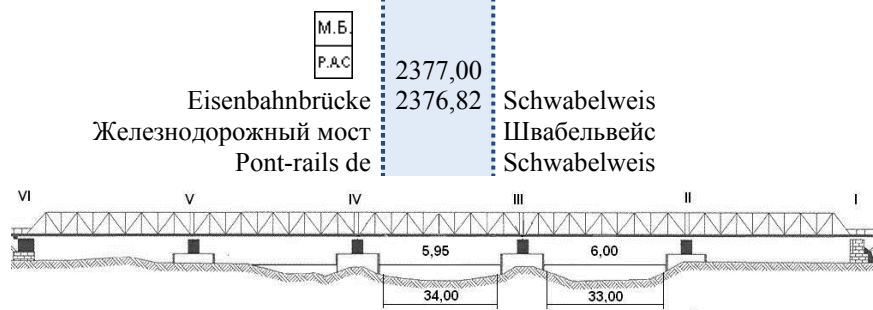 М.Б.
Р.А.С
2377,00
Eisenbahnbrücke 2376,82 Schwabelweis
Железнодорожный мост Швабельвейс
Pont-rails de Schwabelweis
VI V IV III II I
5,95 6,00
34,00 33,00